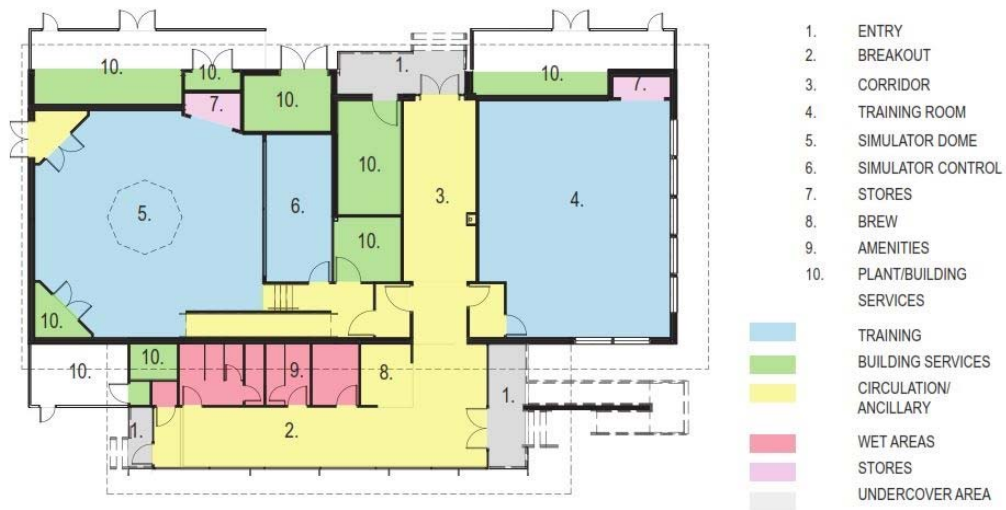 10.
10.
7.
10.
1.
10.
7.
5.
6.
10.
10.
3.
4.
10.
10.
10.
9.
8.
1.
2.
1.
1. ENTRY
2. BREAKOUT
3. CORRIDOR
4. TRAINING ROOM
5. SIMULATOR DOME
6. SIMULATOR CONTROL
7. STORES
8. BREW
9. AMENITIES
10. PLANT/BUILDING
SERVICES
TRAINING
BUILDING SERVICES
CIRCULATION/
ANCILLARY
WET AREAS
STORES
UNDERCOVER AREA